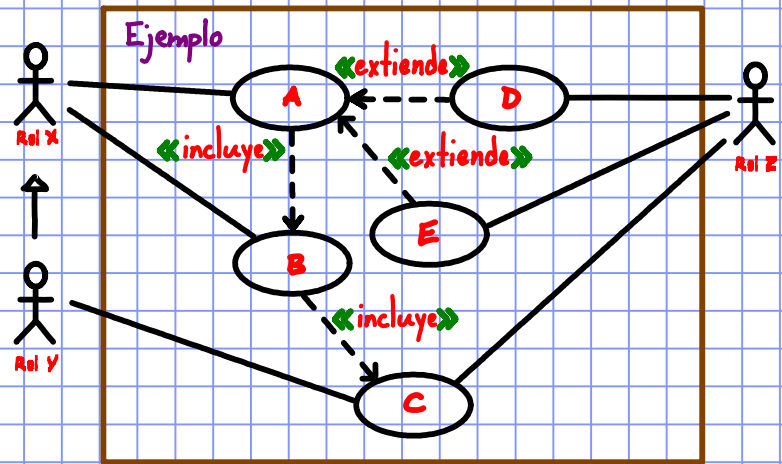 Ejemplo
«extiende»
A
D
Rol X
«incluye»
«extiende»
Rol Z
E
B
«incluye»
Rol Y
C